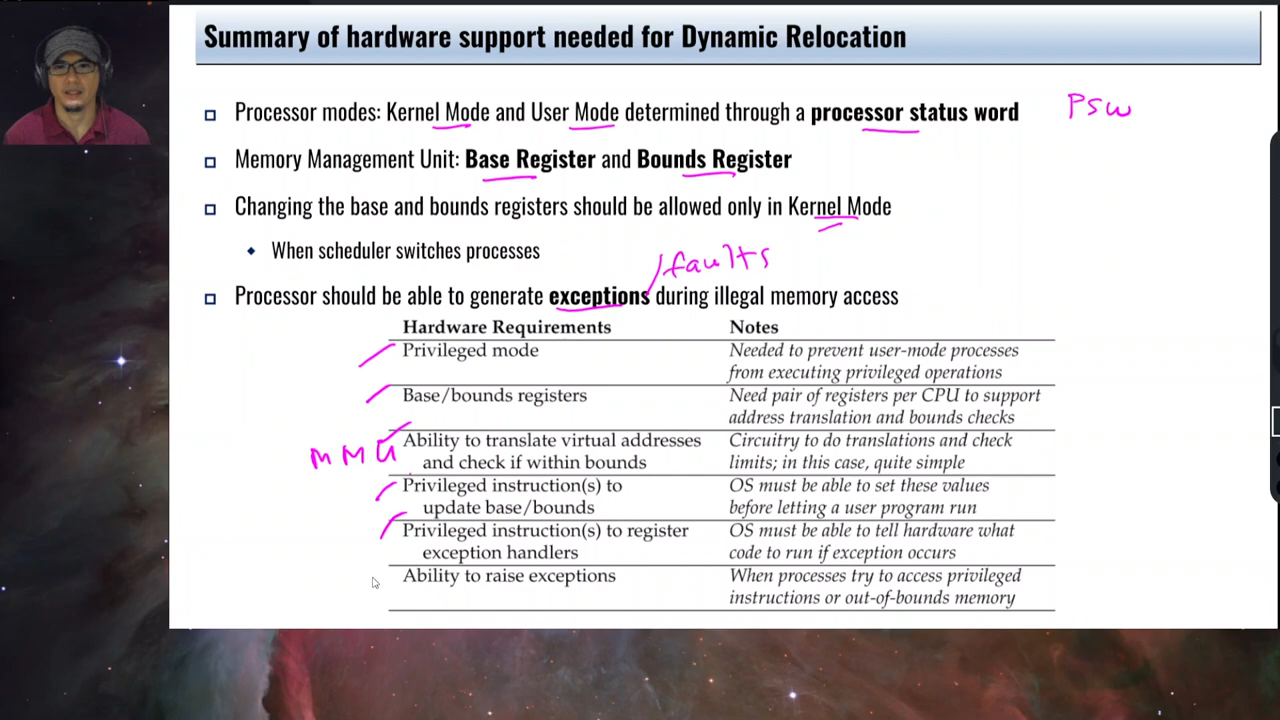 Summary of hardware support needed for Dynamic Relocation
Processor modes: Kernel Mode and User Mode determined through a processor status word
PSW
Memory Management Unit: Base Register and Bounds Register
Changing the base and bounds registers should be allowed only in Kernel Mode
When scheduler switches processes
/faults
Processor should be able to generate exceptions during illegal memory access
Hardware Requirements Notes
Privileged mode Needed to prevent user-mode processes
from executing privileged operations
Base/bounds registers Need pair of registers per CPU to support
address translation and bounds checks
MMU
Ability to translate virtual addresses Circuitry to do translations and check
and check if within bounds limits; in this case, quite simple
Privileged instruction(s) to OS must be able to set these values
update base/bounds before letting a user program run
Privileged instruction(s) to register OS must be able to tell hardware what
exception handlers code to run if exception occurs
Ability to raise exceptions When processes try to access privileged
instructions or out-of-bounds memory